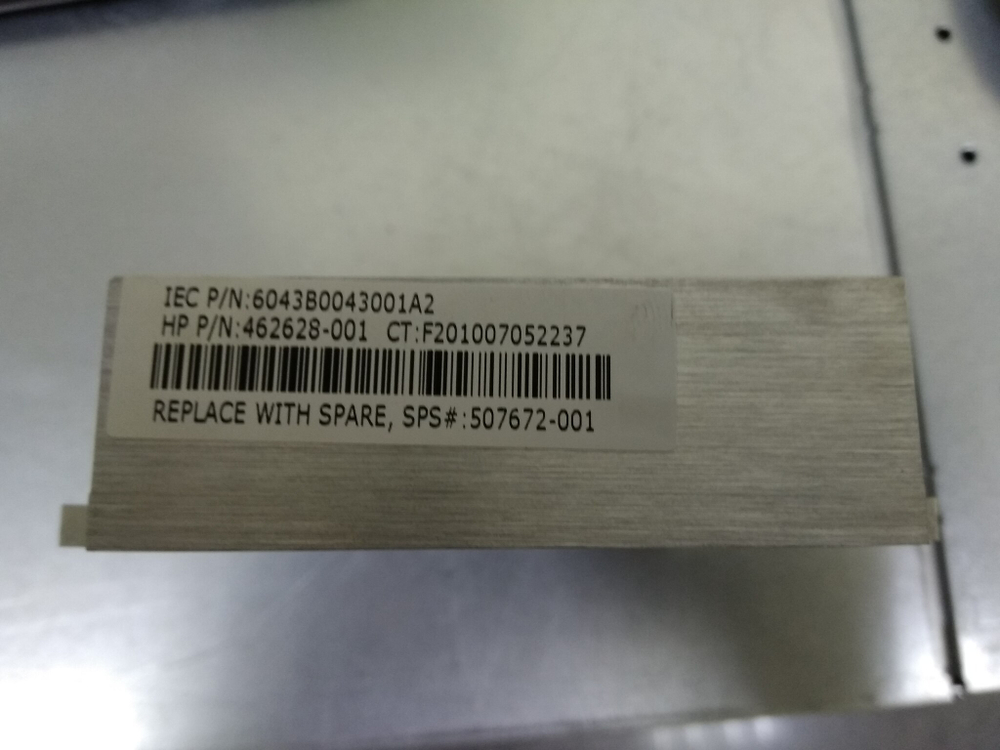 IEC P/N:6043B0043001A2
HP P/N:462628-001 CT:F201007052237
REPLACE WITH SPARE, SPS#:507672-001